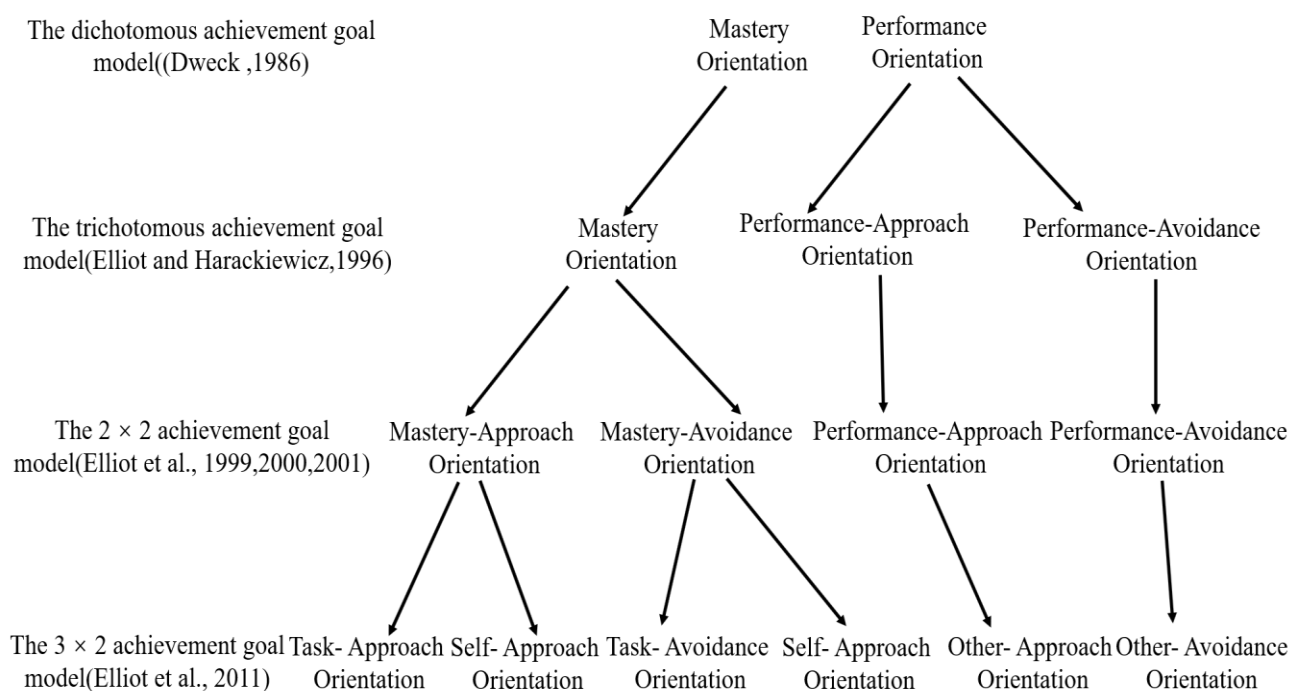 The dichotomous achievement goal
model((Dweck ,1986)
Mastery
Orientation
Performance
Orientation
The trichotomous achievement goal
model(Elliot and Harackiewicz,1996)
Mastery
Orientation
Performance-Approach
Orientation
Performance-Avoidance
Orientation
The 2 × 2 achievement goal
model(Elliot et al., 1999,2000,2001)
Mastery-Approach
Orientation
Mastery-Avoidance
Orientation
Performance-Approach
Orientation
Performance-Avoidance
Orientation
The 3 × 2 achievement goal
model(Elliot et al., 2011)
Task- Approach
Orientation
Self- Approach
Orientation
Task- Avoidance
Orientation
Self- Approach
Orientation
Other- Approach
Orientation
Other- Avoidance
Orientation